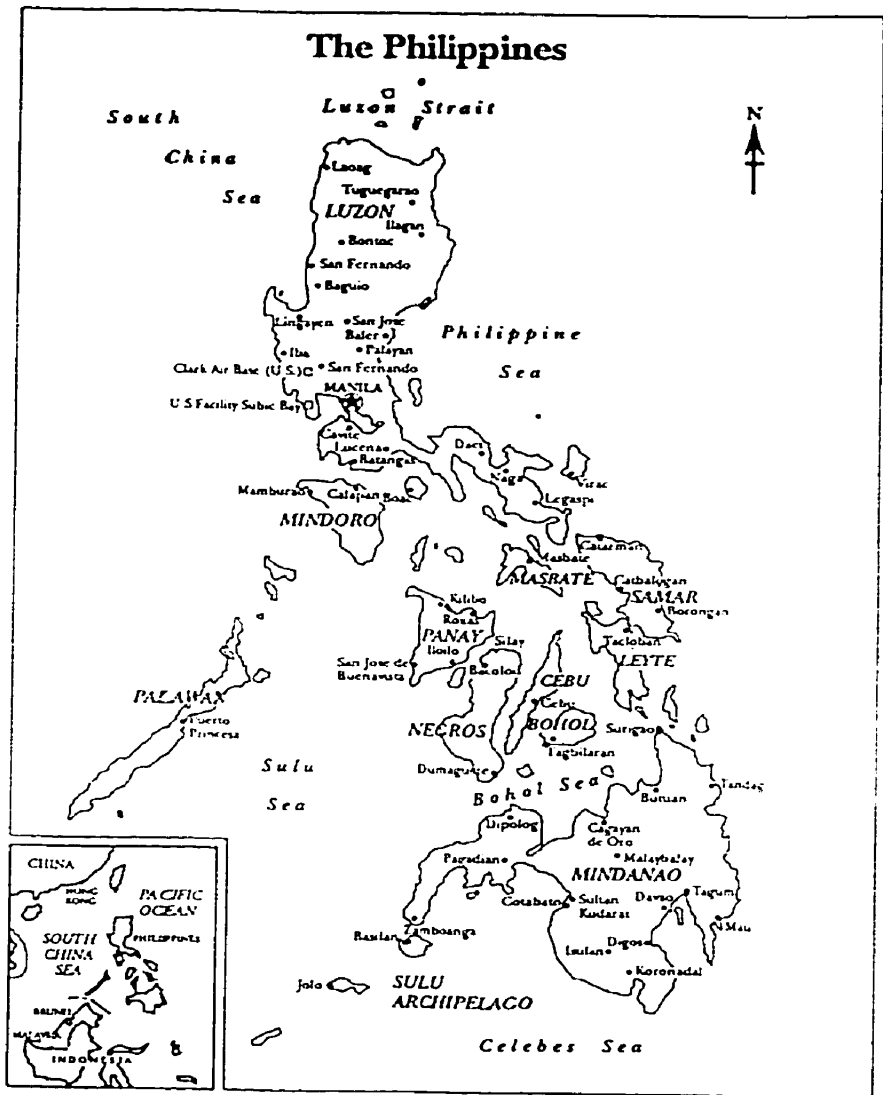 The Philippines
Luzon Strait
South
China
Sea
N
Laoag
Tuguegarao
LUZON
Ilagan
Bontoc
San Fernando
Baguio
Lingayen
San Jose
Baler
Philippine
Sea
Iba
Palayan
Clark Air Base (U.S.)
San Fernando
MANILA
U.S Facility Subic Bay
Cavite
Lucena
Batangas
Daet
Naga
Virac
Legaspi
Mamburao
Calapan
Boac
MINDORO
Catarman
Masbate
MASBATE
Catbalogan
SAMAR
Borongan
Kalibo
Roxas
PANAY
Iloilo
Silay
Tacloban
LEYTE
San Jose de
Buenavista
Bacolod
CEBU
Cebu
PALAWAN
Puerto
Princesa
NEGROS
BOHOL
Tagbilaran
Surigao
Sulu
Sea
Dumaguete
Bohol Sea
Butuan
Tandag
Dipolog
Cagayan
de Oro
Malaybalay
Pagadian
MINDANAO
Cotabato
Sultan
Kudarat
Davao
Tagum
Zamboanga
Basilan
Isulan
Digos
Mati
Koronadal
Jolo
SULU
ARCHIPELAGO
Celebes Sea
CHINA
HONG
KONG
PACIFIC
OCEAN
SOUTH
CHINA
SEA
PHILIPPINES
BRUNEI
MALAYSIA
INDONESIA